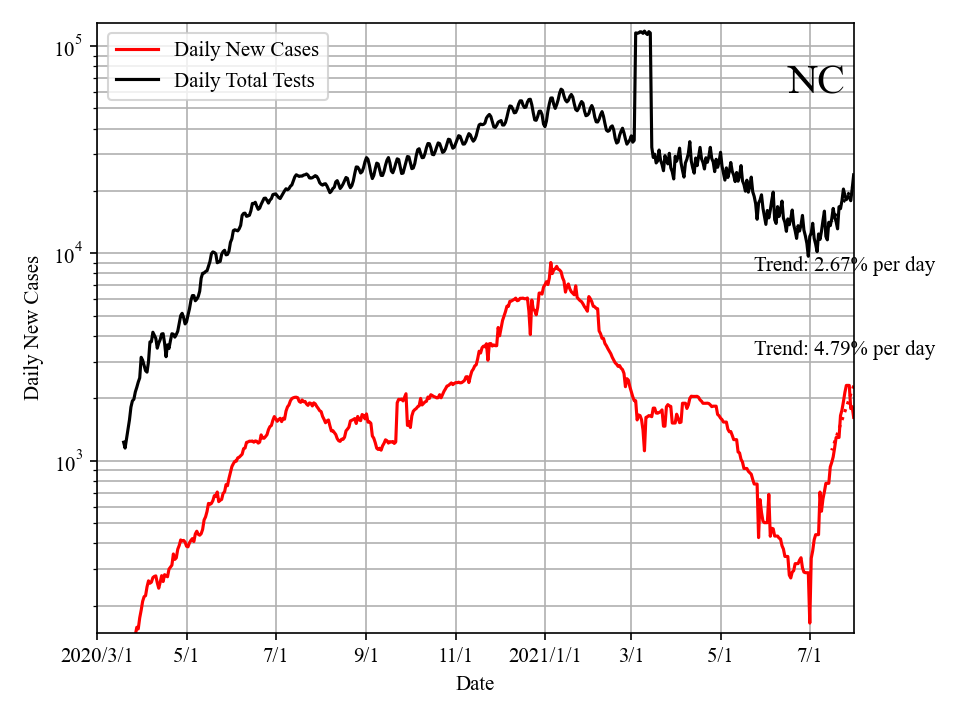 Daily New Cases
Daily Total Tests
NC
10^5
10^4
10^3
Daily New Cases
Trend: 2.67% per day
Trend: 4.79% per day
2020/3/1 5/1 7/1 9/1 11/1 2021/1/1 3/1 5/1 7/1
Date